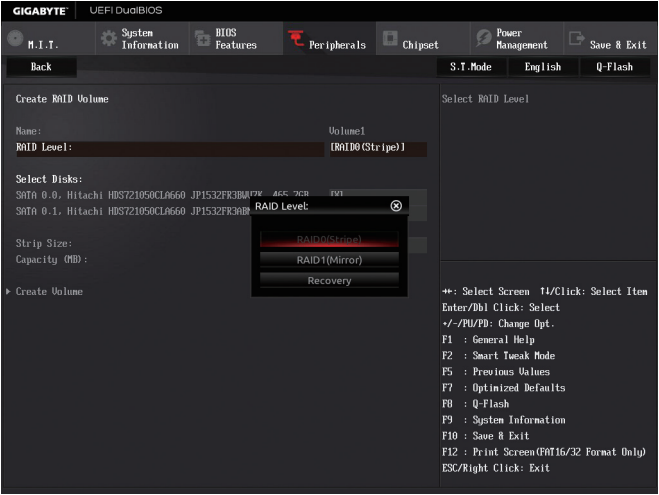 GIGABYTE™ UEFI DualBIOS
M.I.T. System Information BIOS Features Peripherals Chipset Power Management Save & Exit
Back S.T.Mode English Q-Flash
Create RAID Volume Select RAID Level
Name: Volume1
RAID Level: [RAID0(Stripe)]
Select Disks:
SATA 0.0, Hitachi HDS721050CLA660 465.7GB [X]
SATA 0.1, Hitachi HDS721050CLA660
RAID Level:
RAID0(Stripe)
RAID1(Mirror)
Recovery
Strip Size:
Capacity (MB):
Create Volume
→←: Select Screen ↑↓/Click: Select Item
Enter/Dbl Click: Select
+/-/PU/PD: Change Opt.
F1 : General Help
F2 : Smart Tweak Mode
F5 : Previous Values
F7 : Optimized Defaults
F8 : Q-Flash
F9 : System Information
F10 : Save & Exit
F12 : Print Screen(FAT16/32 Format Only)
ESC/Right Click: Exit